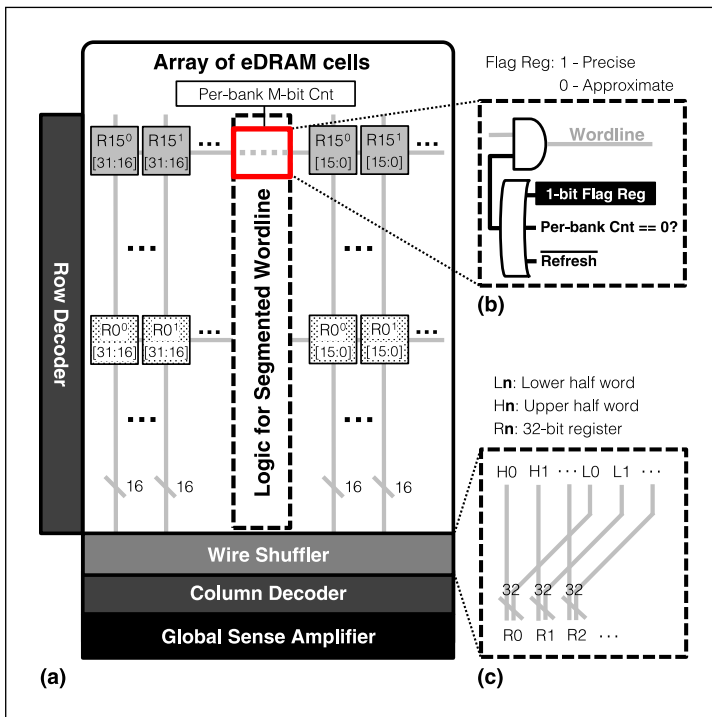 Array of eDRAM cells
Per-bank M-bit Cnt
R15⁰ R15¹ ... R15⁰ R15¹ ...
[31:16] [31:16] [15:0] [15:0]
... ...
R0⁰ R0¹ ... R0⁰ R0¹ ...
[31:16] [31:16] [15:0] [15:0]
... ...
16 16 16 16
Row Decoder
Logic for Segmented Wordline
Wire Shuffler
Column Decoder
Global Sense Amplifier
(a)
Flag Reg: 1 - Precise
0 - Approximate
Wordline
1-bit Flag Reg
Per-bank Cnt == 0?
Refresh
(b)
Ln: Lower half word
Hn: Upper half word
Rn: 32-bit register
H0 H1 ... L0 L1 ...
32 32 32
R0 R1 R2 ...
(c)